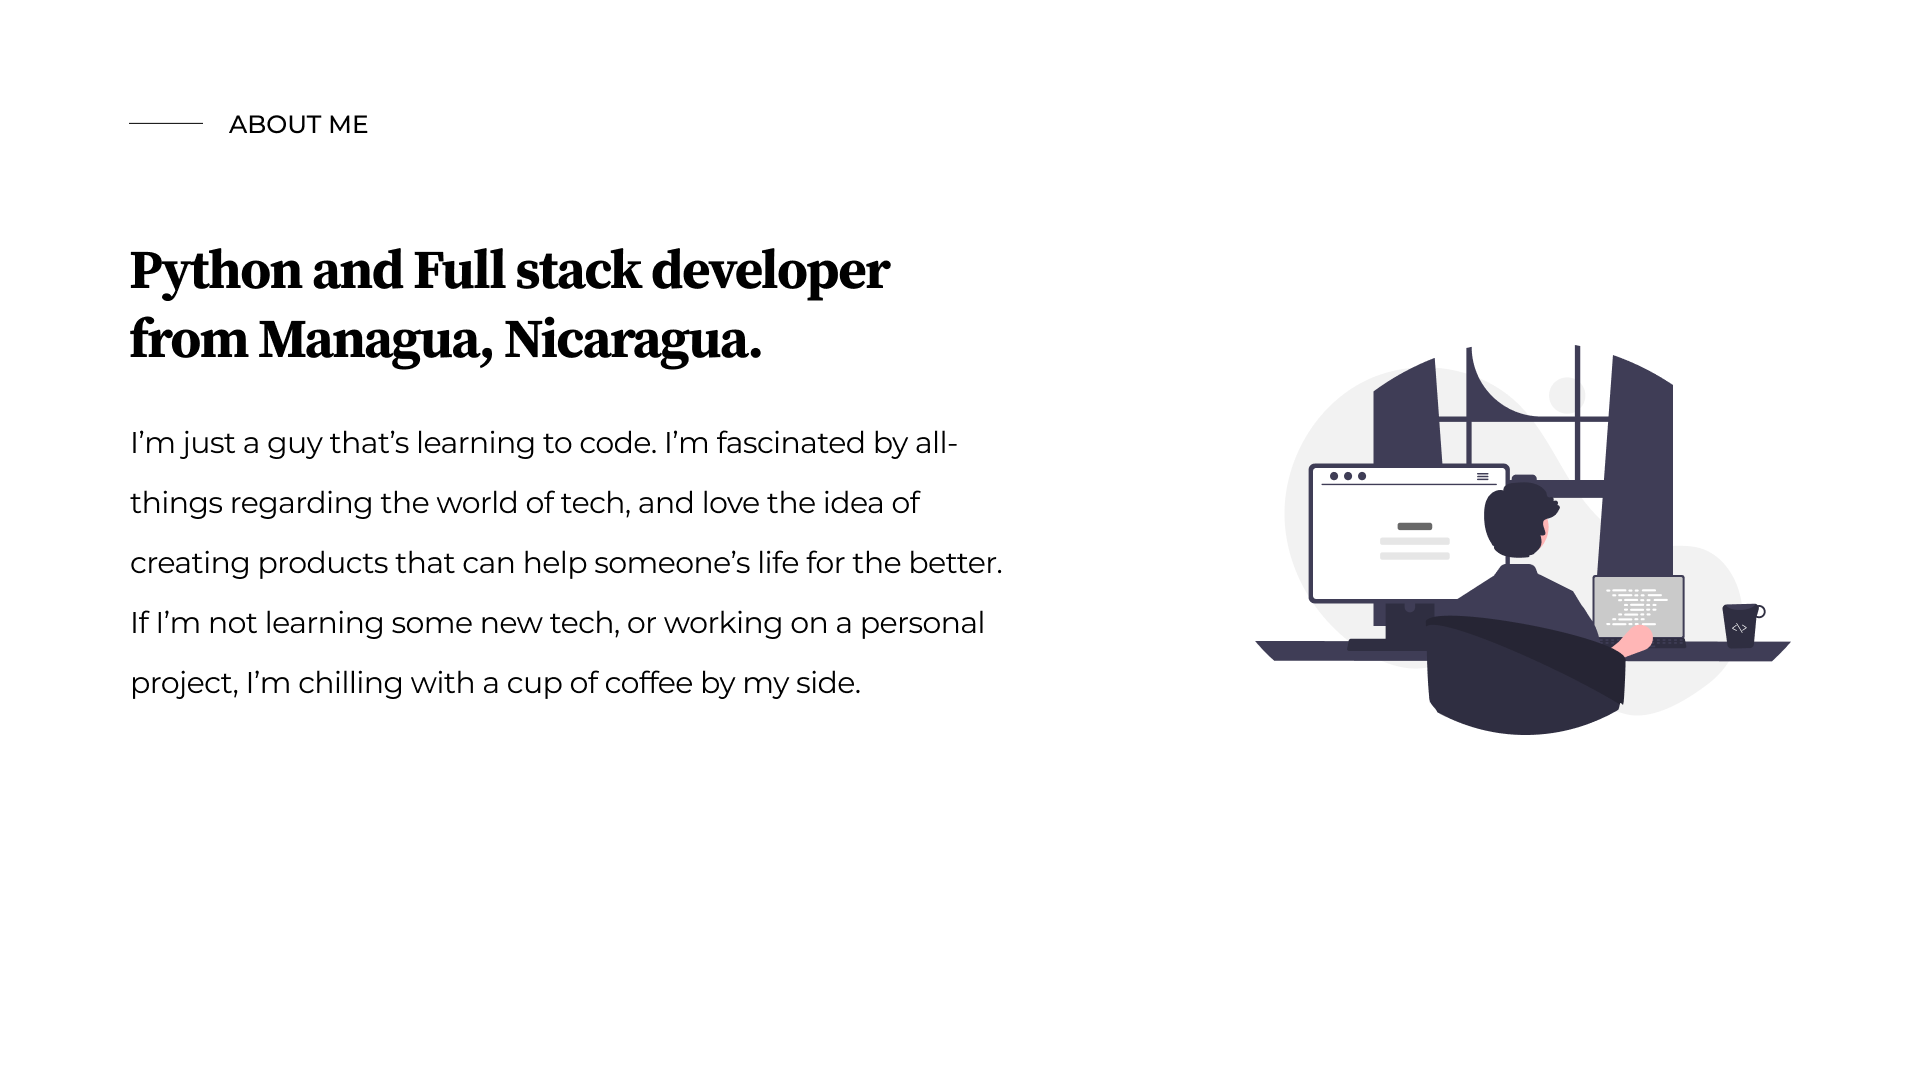 ABOUT ME
Python and Full stack developer
from Managua, Nicaragua.
I’m just a guy that’s learning to code. I’m fascinated by all-
things regarding the world of tech, and love the idea of
creating products that can help someone’s life for the better.
If I’m not learning some new tech, or working on a personal
project, I’m chilling with a cup of coffee by my side.
<\>